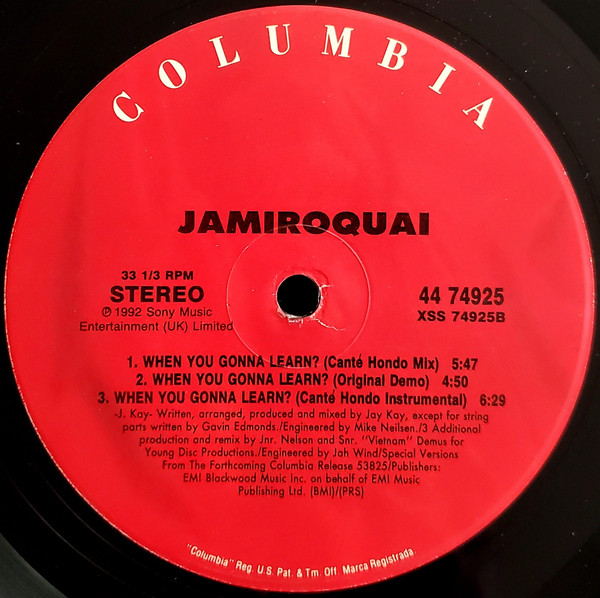 COLUMBIA
JAMIROQUAI
33 1/3 RPM
STEREO
℗ 1992 Sony Music
Entertainment (UK) Limited
44 74925
XSS 74925B
1. WHEN YOU GONNA LEARN? (Canté Hondo Mix) 5:47
2. WHEN YOU GONNA LEARN? (Original Demo) 4:50
3. WHEN YOU GONNA LEARN? (Canté Hondo Instrumental) 6:29
-J. Kay- Written, arranged, produced and mixed by Jay Kay, except for string
parts written by Gavin Edmonds./Engineered by Mike Neilsen./3 Additional
production and remix by Jnr. Nelson and Snr. "Vietnam" Demus for
Young Disc Productions./Engineered by Jah Wind/Special Versions
From The Forthcoming Columbia Release 53825/Publishers:
EMI Blackwood Music Inc. on behalf of EMI Music
Publishing Ltd. (BMI)/(PRS)
"Columbia" Reg. U.S. Pat. & Tm. Off. Marca Registrada.